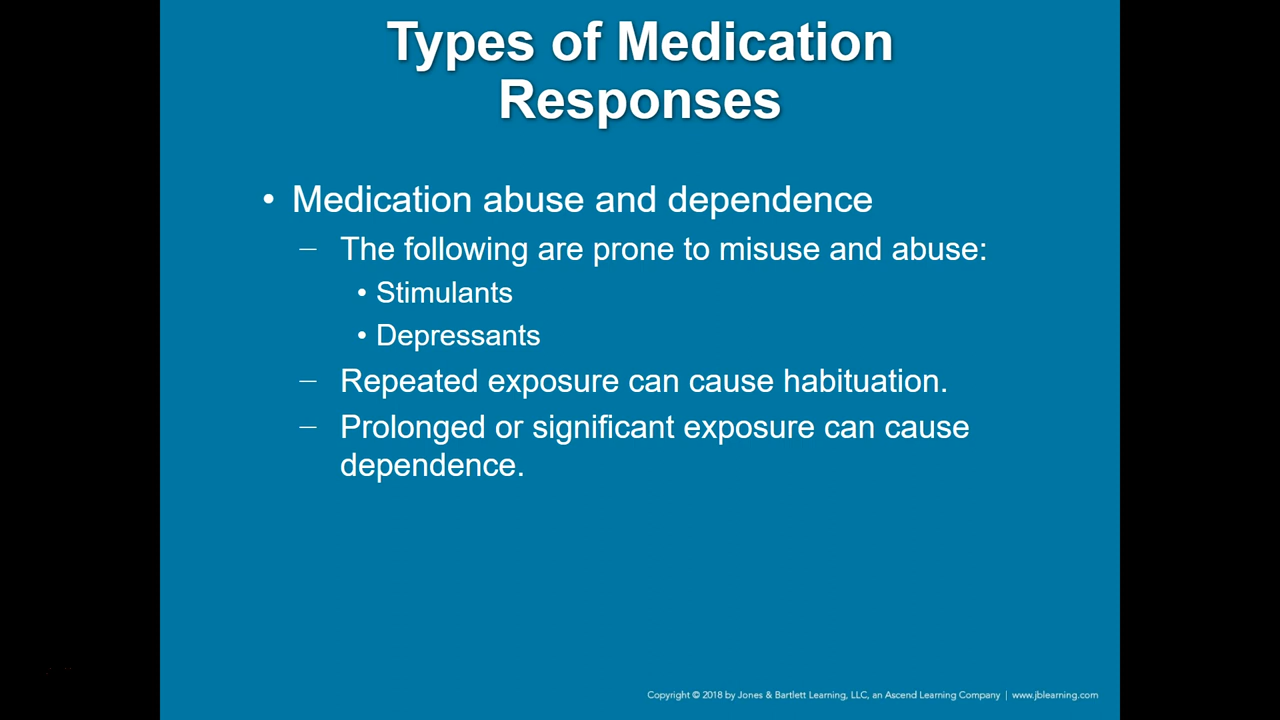 Types of Medication
Responses
• Medication abuse and dependence
– The following are prone to misuse and abuse:
• Stimulants
• Depressants
– Repeated exposure can cause habituation.
– Prolonged or significant exposure can cause
dependence.
Copyright © 2018 by Jones & Bartlett Learning, LLC, an Ascend Learning Company | www.jblearning.com